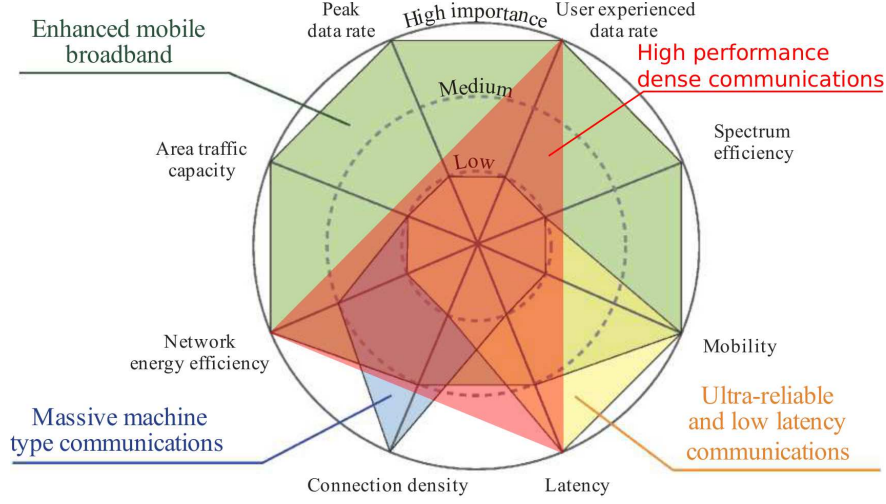 Peak
data rate
High importance
User experienced
data rate
Enhanced mobile
broadband
High performance
dense communications
Medium
Spectrum
efficiency
Area traffic
capacity
Low
Network
energy efficiency
Mobility
Massive machine
type communications
Ultra-reliable
and low latency
communications
Connection density
Latency